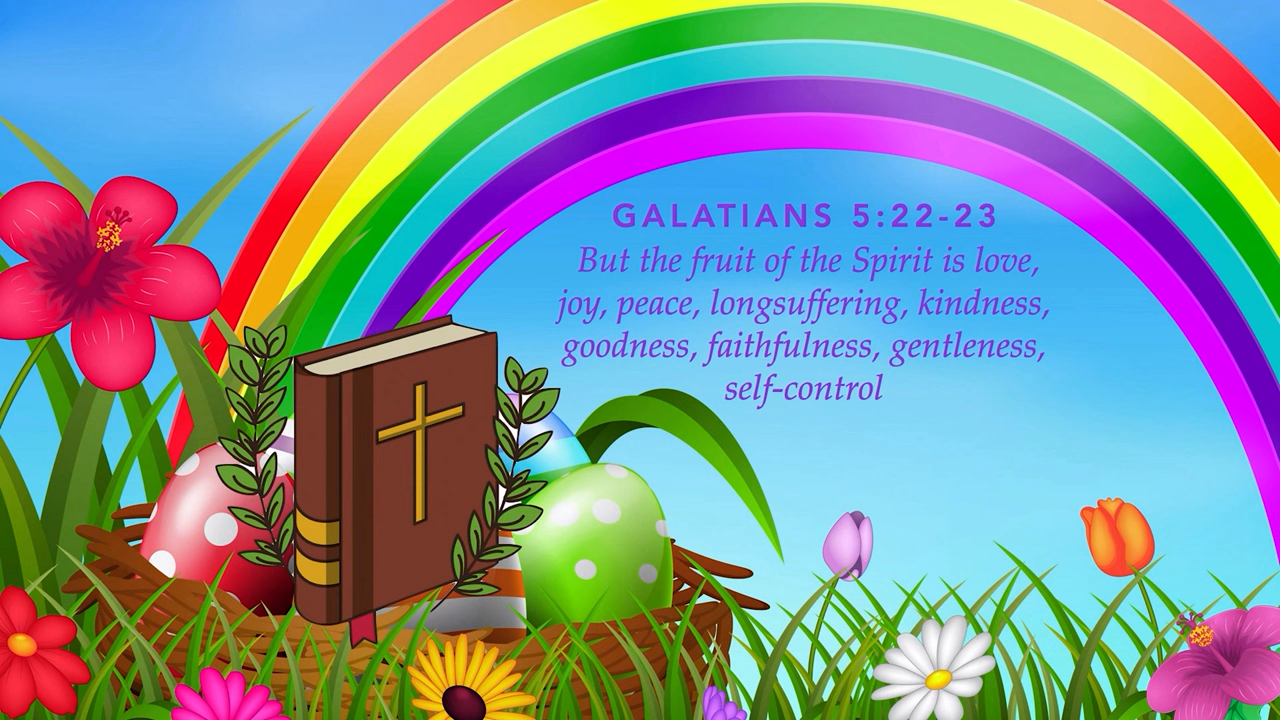 GALATIANS 5:22-23
But the fruit of the Spirit is love,
joy, peace, longsuffering, kindness,
goodness, faithfulness, gentleness,
self-control